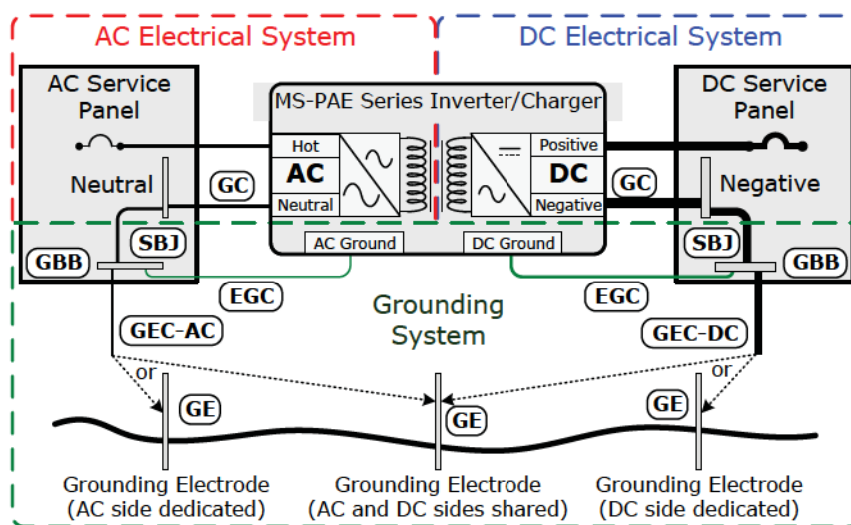 AC Electrical System
DC Electrical System
AC Service
Panel
MS-PAE Series Inverter/Charger
DC Service
Panel
Hot
AC
Neutral
Positive
DC
Negative
Neutral
GC
GC
Negative
SBJ
SBJ
GBB
AC Ground
DC Ground
GBB
EGC
EGC
Grounding
System
GEC-AC
GEC-DC
or
or
GE
GE
GE
Grounding Electrode
(AC side dedicated)
Grounding Electrode
(AC and DC sides shared)
Grounding Electrode
(DC side dedicated)